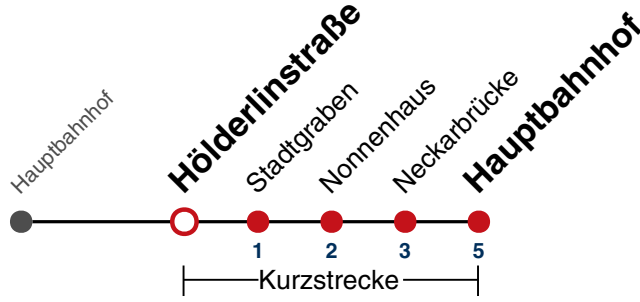 Hauptbahnhof
Hölderlinstraße
Stadtgraben
Nonnenhaus
Neckarbrücke
Hauptbahnhof
1 2 3 5
Kurzstrecke